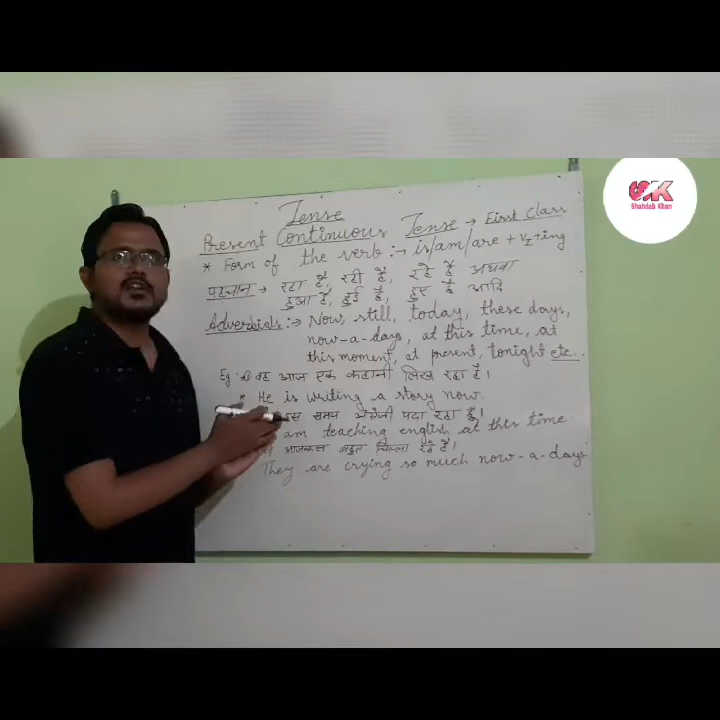 Tense
Present Continuous Tense → First Class
* Form of the verb :→ is/am/are + V₁+ing
पहचान → रहा है, रही है, रहे हैं अथवा
हुआ है, हुई है, हुए है आदि
Adverbials :→ Now, still, today, these days,
now-a-days, at this time, at
this moment, at present, tonight etc..
Eg:→ वह आज एक कहानी लिख रहा है।
* He is writing a story now.
इस समय अंग्रेजी पढा रहा हूँ।
am teaching english at this time.
आजकल बहुत चिल्ला रहे हैं।
They are crying so much now-a-days
SK
Shahdab Khan